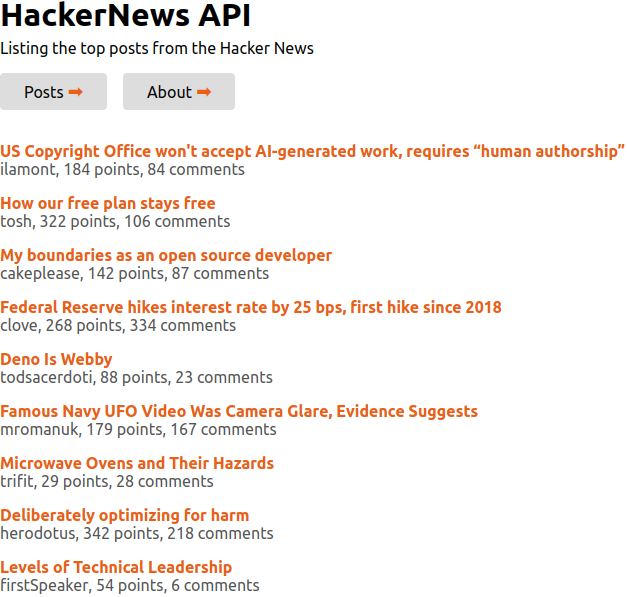 HackerNews API
Listing the top posts from the Hacker News
Posts ➡
About ➡
US Copyright Office won't accept AI-generated work, requires “human authorship”
ilamont, 184 points, 84 comments
How our free plan stays free
tosh, 322 points, 106 comments
My boundaries as an open source developer
cakeplease, 142 points, 87 comments
Federal Reserve hikes interest rate by 25 bps, first hike since 2018
clove, 268 points, 334 comments
Deno Is Webby
todsacerdoti, 88 points, 23 comments
Famous Navy UFO Video Was Camera Glare, Evidence Suggests
mromanuk, 179 points, 167 comments
Microwave Ovens and Their Hazards
trifit, 29 points, 28 comments
Deliberately optimizing for harm
herodotus, 342 points, 218 comments
Levels of Technical Leadership
firstSpeaker, 54 points, 6 comments